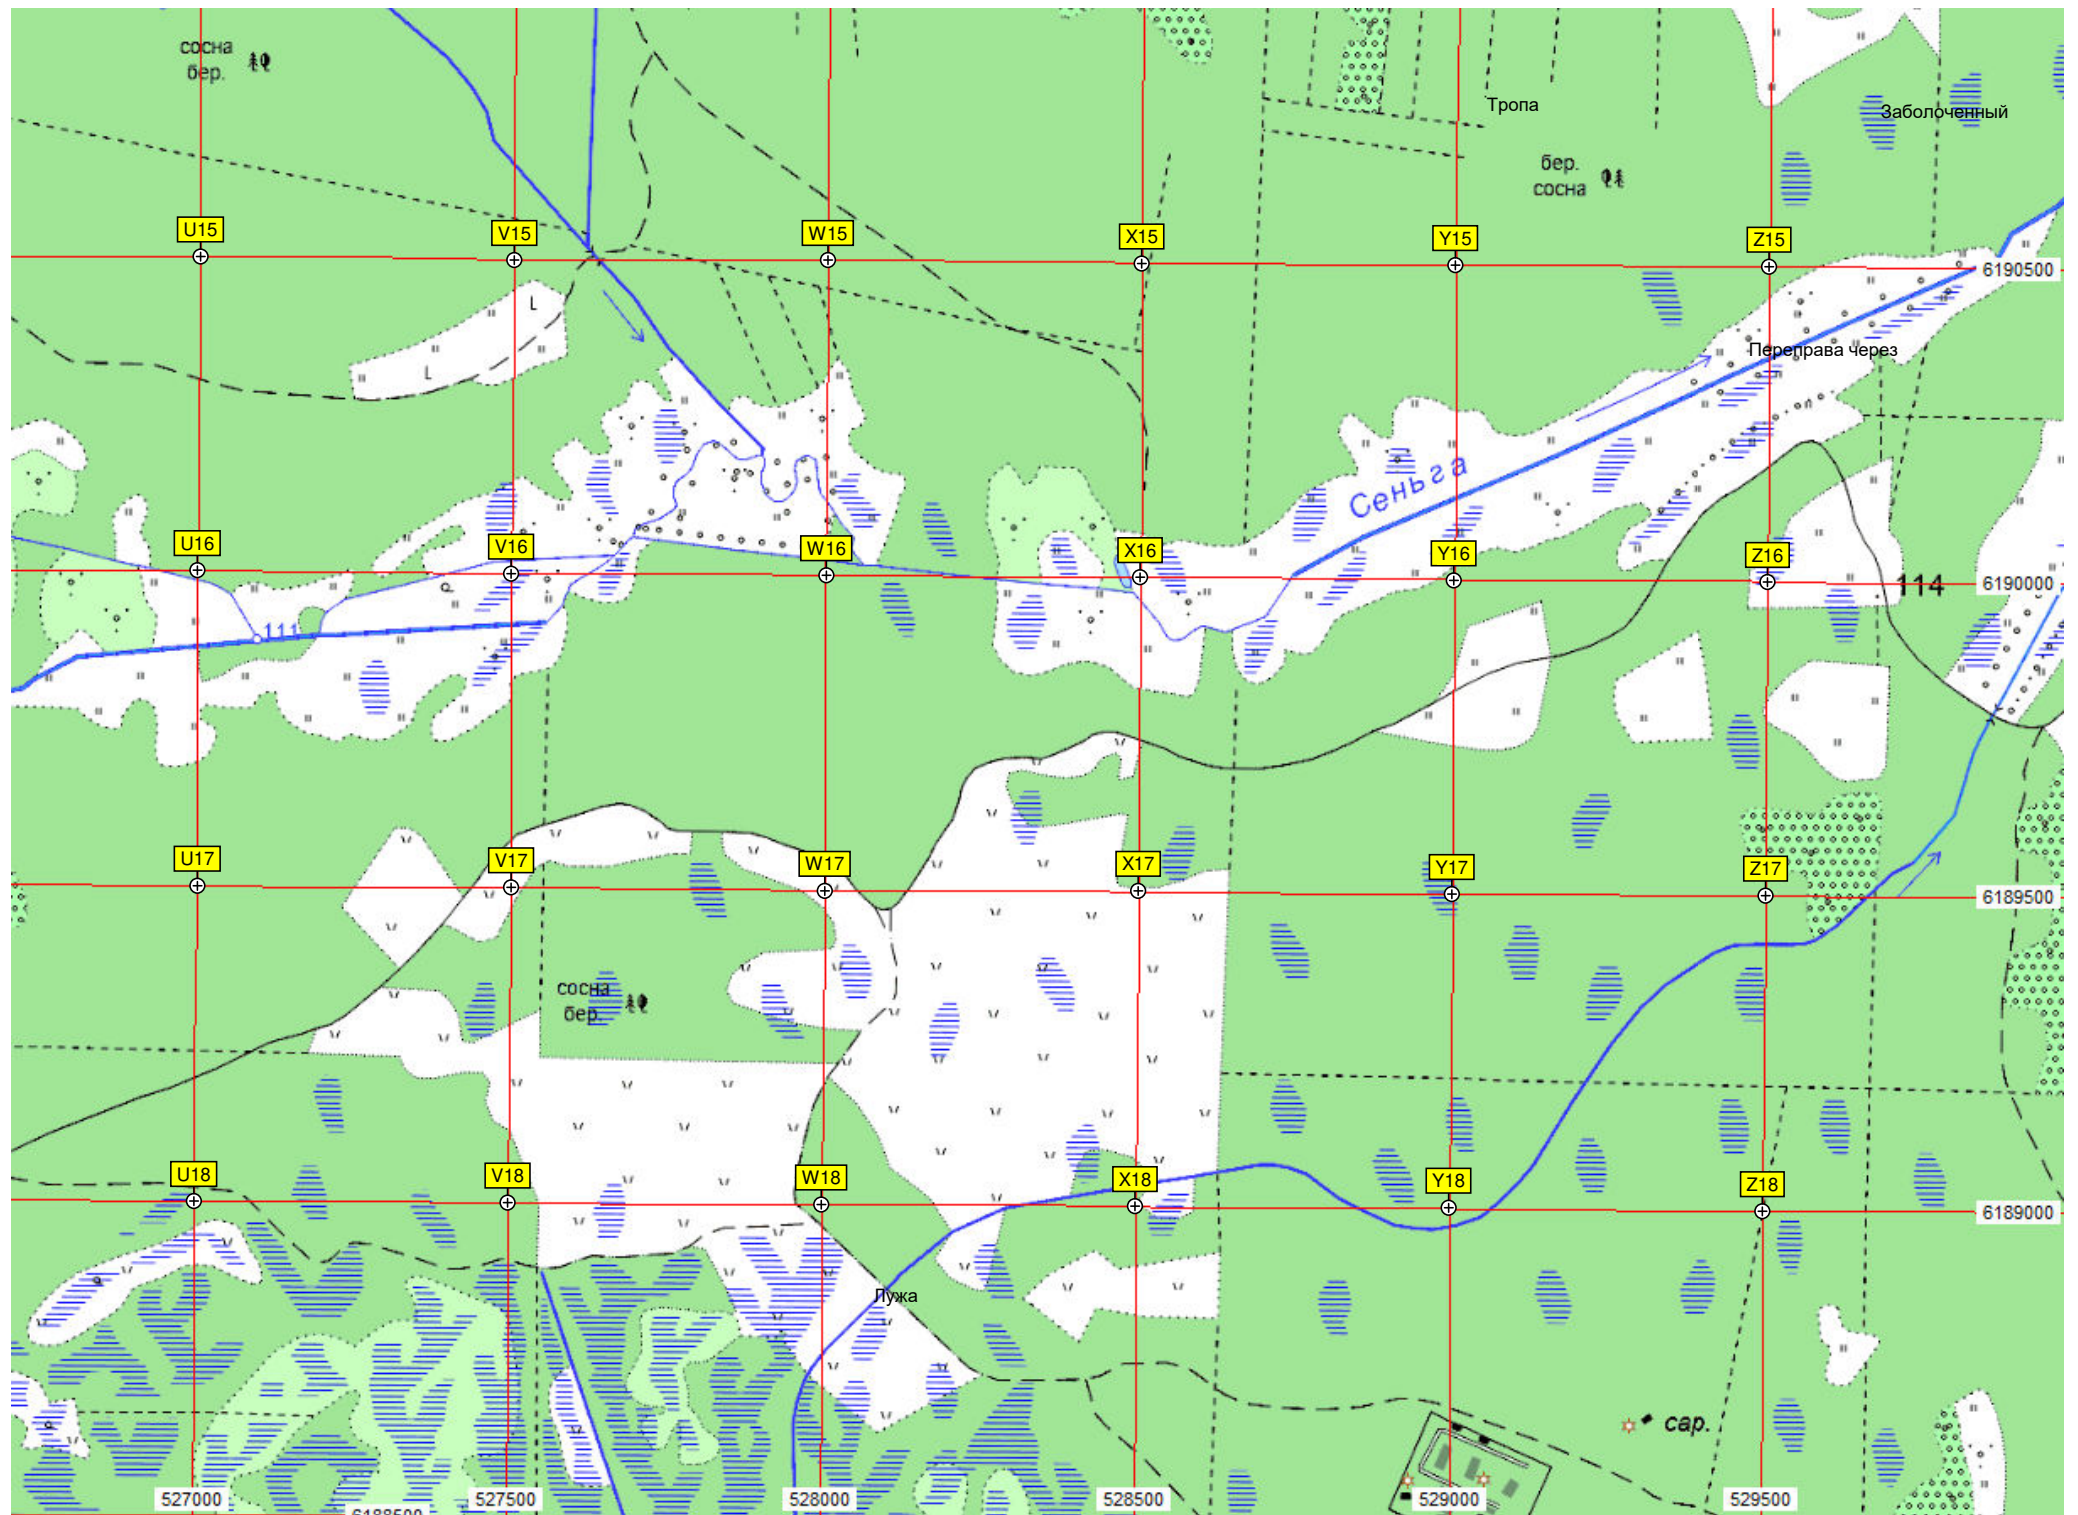 сосна
бер.
Тропа
Заболоченный
бер.
сосна
U15
V15
W15
X15
Y15
Z15
6190500
L
L
Переправа через
Сеньга
U16
V16
W16
X16
Y16
Z16
6190000
114
111
U17
V17
W17
X17
Y17
Z17
6189500
сосна
бер.
U18
V18
W18
X18
Y18
Z18
6189000
Лужа
сар.
527000
527500
528000
528500
529000
529500
6188500